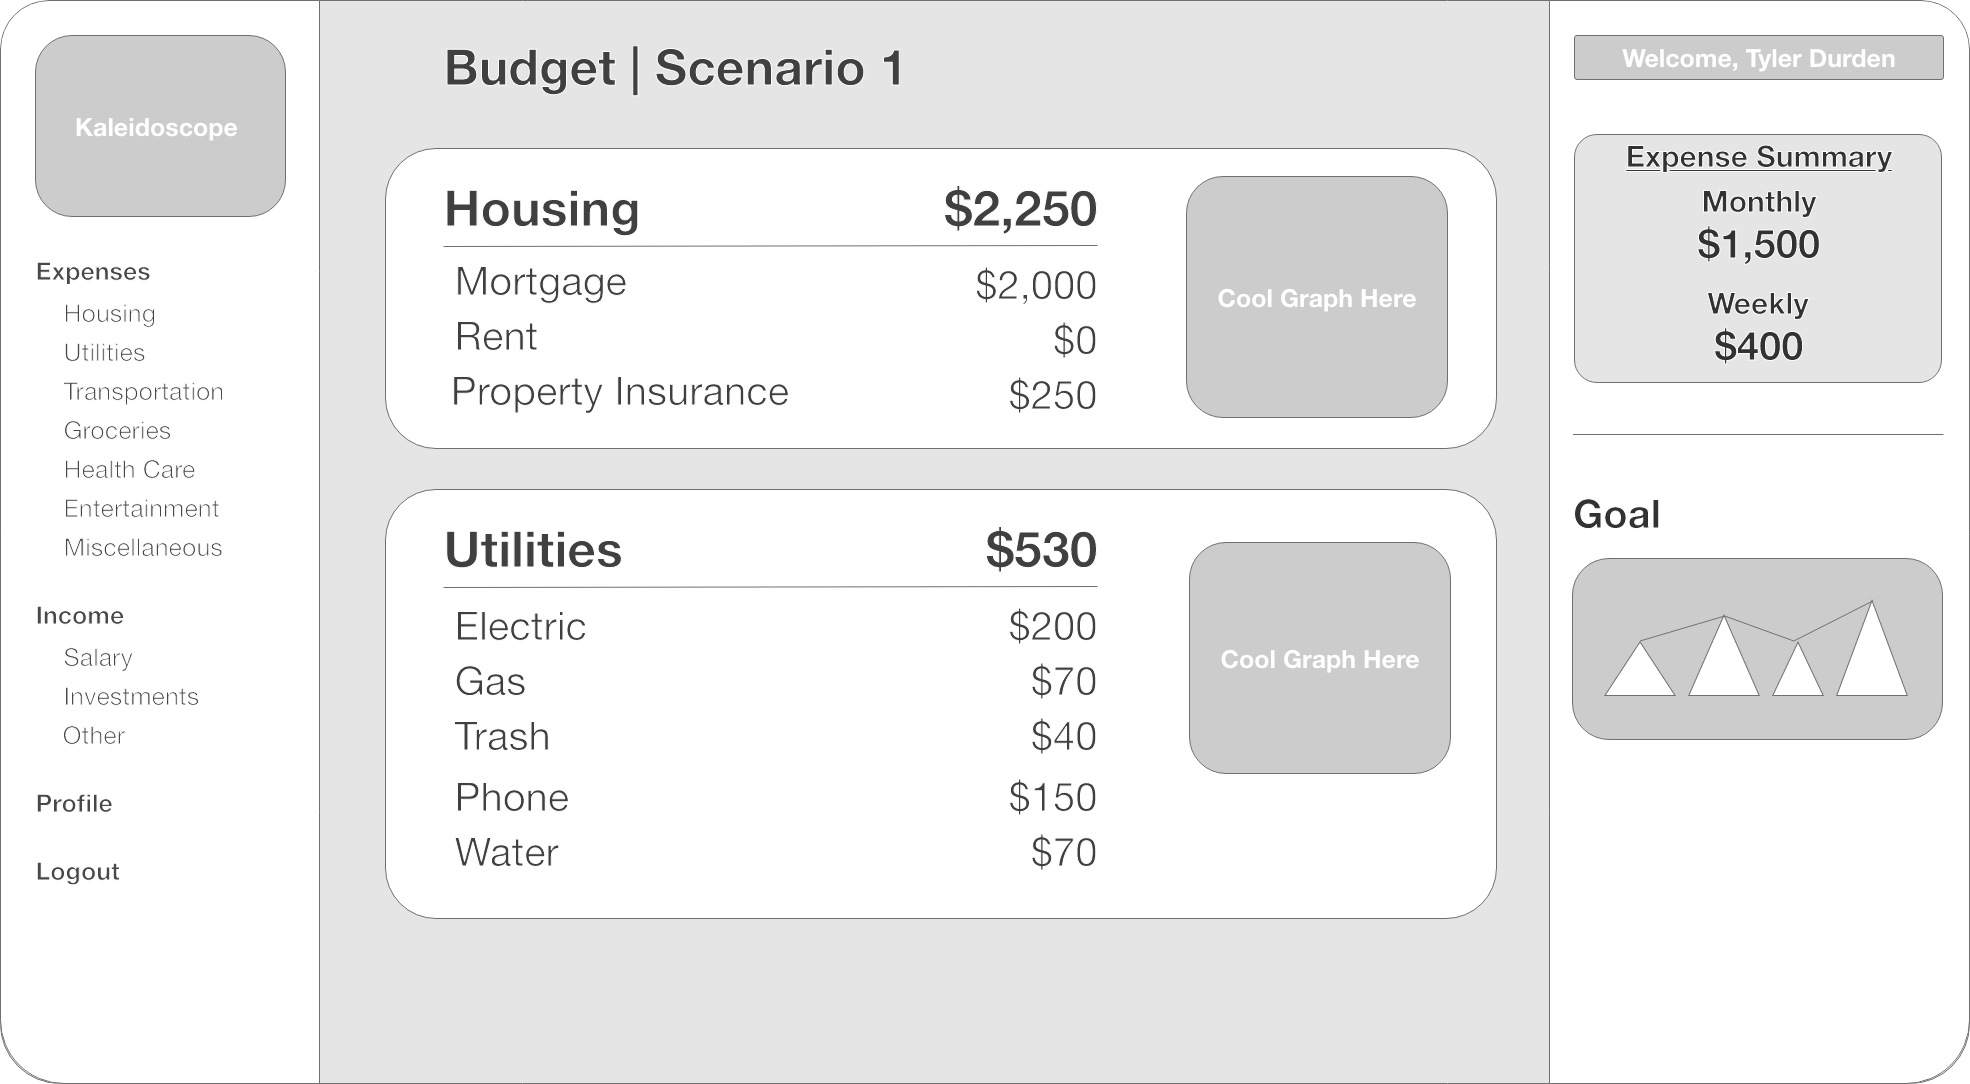 Kaleidoscope
Expenses
Housing
Utilities
Transportation
Groceries
Health Care
Entertainment
Miscellaneous
Income
Salary
Investments
Other
Profile
Logout
Budget | Scenario 1
Housing $2,250
Mortgage $2,000
Rent $0
Property Insurance $250
Cool Graph Here
Utilities $530
Electric $200
Gas $70
Trash $40
Phone $150
Water $70
Cool Graph Here
Welcome, Tyler Durden
Expense Summary
Monthly
$1,500
Weekly
$400
Goal